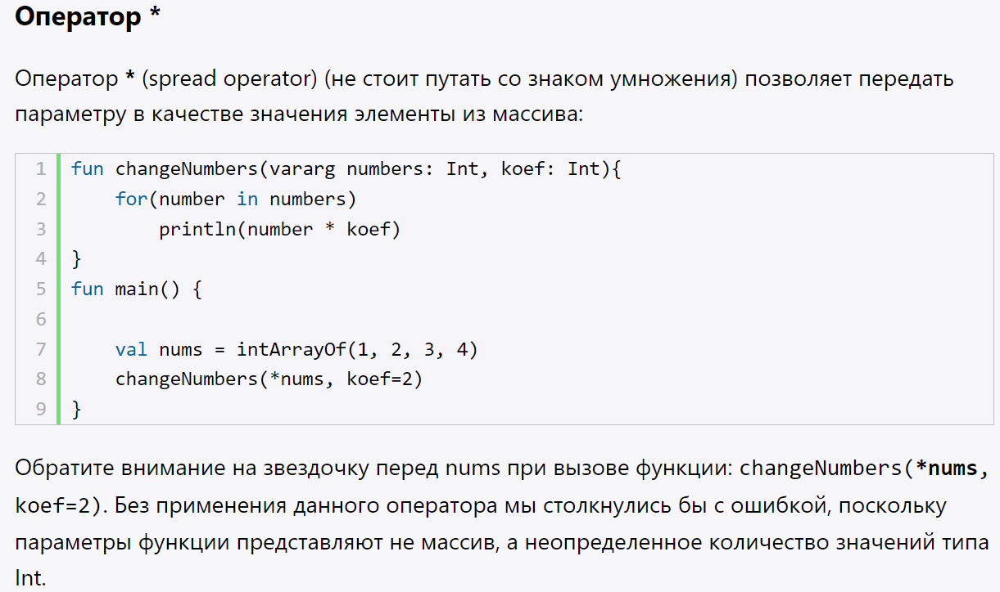 Оператор *
Оператор * (spread operator) (не стоит путать со знаком умножения) позволяет передать
параметру в качестве значения элементы из массива:
1 fun changeNumbers(vararg numbers: Int, koef: Int){
2     for(number in numbers)
3         println(number * koef)
4 }
5 fun main() {
6
7     val nums = intArrayOf(1, 2, 3, 4)
8     changeNumbers(*nums, koef=2)
9 }
Обратите внимание на звездочку перед nums при вызове функции: changeNumbers(*nums,
koef=2). Без применения данного оператора мы столкнулись бы с ошибкой, поскольку
параметры функции представляют не массив, а неопределенное количество значений типа
Int.